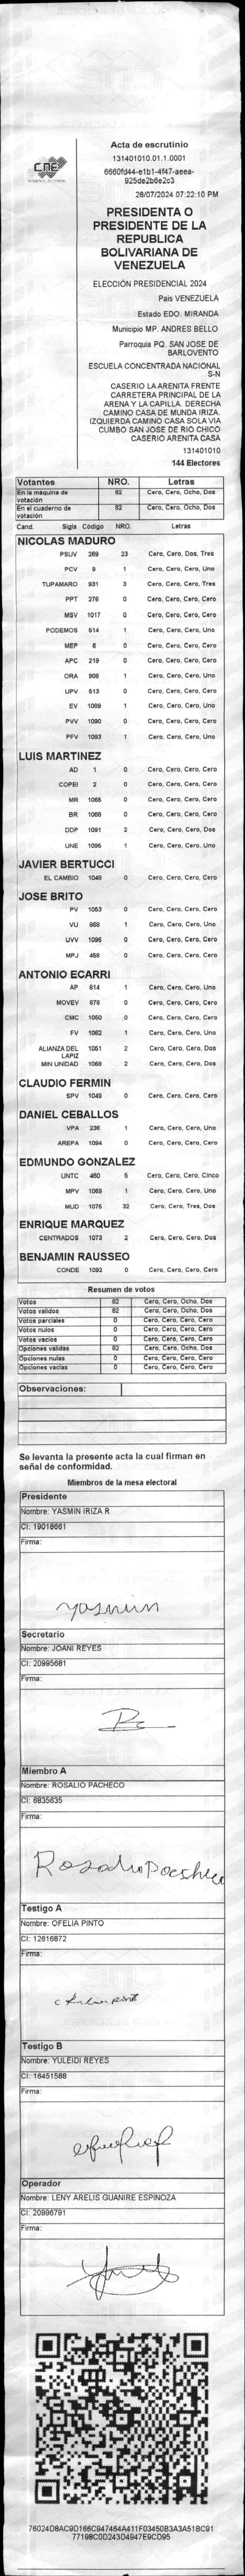 CNE
Acta de escrutinio
131401010.01.1.0001
6660fd44-e1b1-4f47-aeea-
925de2b6e2c3
28/07/2024 07:22:10 PM
PRESIDENTA O
PRESIDENTE DE LA
REPUBLICA
BOLIVARIANA DE
VENEZUELA
ELECCIÓN PRESIDENCIAL 2024
Pais VENEZUELA
Estado EDO. MIRANDA
Municipio MP. ANDRES BELLO
Parroquia PQ. SAN JOSE DE
BARLOVENTO
ESCUELA CONCENTRADA NACIONAL
S-N
CASERIO LA ARENITA FRENTE
CARRETERA PRINCIPAL DE LA
ARENA Y LA CAPILLA. DERECHA
CAMINO CASA DE MUNDA IRIZA.
IZQUIERDA CAMINO CASA SOLA VIA
CUMBO SAN JOSE DE RIO CHICO
CASERIO ARENITA CASA
131401010
144 Electores
Votantes NRO. Letras
En la máquina de votación 82 Cero, Cero, Ocho, Dos
En el cuaderno de votación 82 Cero, Cero, Ocho, Dos
Cand. Sigla Código NRO. Letras
NICOLAS MADURO
PSUV 269 23 Cero, Cero, Dos, Tres
PCV 9 1 Cero, Cero, Cero, Uno
TUPAMARO 931 3 Cero, Cero, Cero, Tres
PPT 276 0 Cero, Cero, Cero, Cero
MSV 1017 0 Cero, Cero, Cero, Cero
PODEMOS 614 1 Cero, Cero, Cero, Uno
MEP 6 0 Cero, Cero, Cero, Cero
APC 219 0 Cero, Cero, Cero, Cero
ORA 906 1 Cero, Cero, Cero, Uno
UPV 613 0 Cero, Cero, Cero, Cero
EV 1089 1 Cero, Cero, Cero, Uno
PVV 1090 0 Cero, Cero, Cero, Cero
PFV 1093 1 Cero, Cero, Cero, Uno
LUIS MARTINEZ
AD 1 0 Cero, Cero, Cero, Cero
COPEI 2 0 Cero, Cero, Cero, Cero
MR 1065 0 Cero, Cero, Cero, Cero
BR 1066 0 Cero, Cero, Cero, Cero
DDP 1091 2 Cero, Cero, Cero, Dos
UNE 1095 1 Cero, Cero, Cero, Uno
JAVIER BERTUCCI
EL CAMBIO 1046 0 Cero, Cero, Cero, Cero
JOSE BRITO
PV 1053 0 Cero, Cero, Cero, Cero
VU 968 1 Cero, Cero, Cero, Uno
UVV 1096 0 Cero, Cero, Cero, Cero
MPJ 458 0 Cero, Cero, Cero, Cero
ANTONIO ECARRI
AP 914 1 Cero, Cero, Cero, Uno
MOVEV 979 0 Cero, Cero, Cero, Cero
CMC 1050 0 Cero, Cero, Cero, Cero
FV 1062 1 Cero, Cero, Cero, Uno
ALIANZA DEL LAPIZ 1051 2 Cero, Cero, Cero, Dos
MIN UNIDAD 1068 2 Cero, Cero, Cero, Dos
CLAUDIO FERMIN
SPV 1049 0 Cero, Cero, Cero, Cero
DANIEL CEBALLOS
VPA 236 1 Cero, Cero, Cero, Uno
AREPA 1094 0 Cero, Cero, Cero, Cero
EDMUNDO GONZALEZ
UNTC 460 5 Cero, Cero, Cero, Cinco
MPV 1069 1 Cero, Cero, Cero, Uno
MUD 1075 32 Cero, Cero, Tres, Dos
ENRIQUE MARQUEZ
CENTRADOS 1073 2 Cero, Cero, Cero, Dos
BENJAMIN RAUSSEO
CONDE 1092 0 Cero, Cero, Cero, Cero
Resumen de votos
Votos 82 Cero, Cero, Ocho, Dos
Votos validos 82 Cero, Cero, Ocho, Dos
Votos parciales 0 Cero, Cero, Cero, Cero
Votos nulos 0 Cero, Cero, Cero, Cero
Votos vacios 0 Cero, Cero, Cero, Cero
Opciones validas 82 Cero, Cero, Ocho, Dos
Opciones nulas 0 Cero, Cero, Cero, Cero
Opciones vacias 0 Cero, Cero, Cero, Cero
Observaciones:
Se levanta la presente acta la cual firman en
señal de conformidad.
Miembros de la mesa electoral
Presidente
Nombre: YASMIN IRIZA R
CI: 19018661
Firma:
Yasmin
Secretario
Nombre: JOANI REYES
CI: 20995681
Firma:
Miembro A
Nombre: ROSALIO PACHECO
CI: 6835635
Firma:
Rosalio Pacheco
Testigo A
Nombre: OFELIA PINTO
CI: 12616872
Firma:
Testigo B
Nombre: YULEIDI REYES
CI: 16451588
Firma:
Operador
Nombre: LENY ARELIS GUANIRE ESPINOZA
CI: 20996791
Firma:
76024D8AC9D166C947464A411F03450B3A3A51BC91
77198C0D243D4947E9CD95